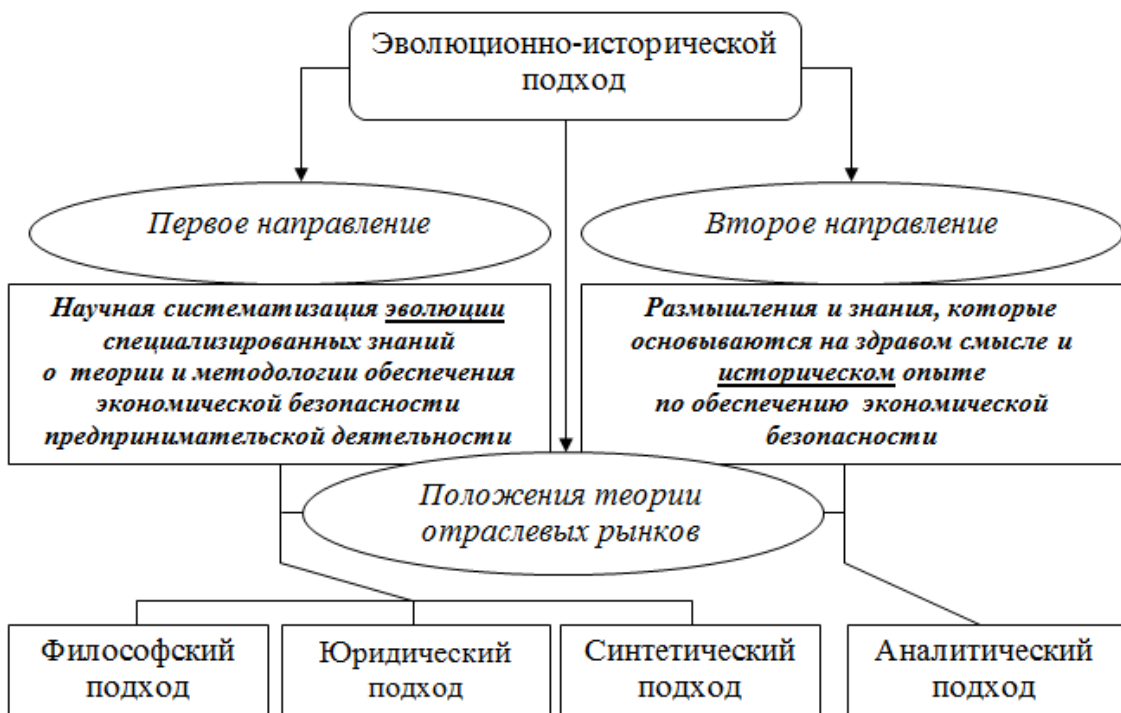 Эволюционно-исторической
подход
Первое направление
Второе направление
Научная систематизация эволюции
специализированных знаний
о теории и методологии обеспечения
экономической безопасности
предпринимательской деятельности
Размышления и знания, которые
основываются на здравом смысле и
историческом опыте
по обеспечению экономической
безопасности
Положения теории
отраслевых рынков
Философский
подход
Юридический
подход
Синтетический
подход
Аналитический
подход